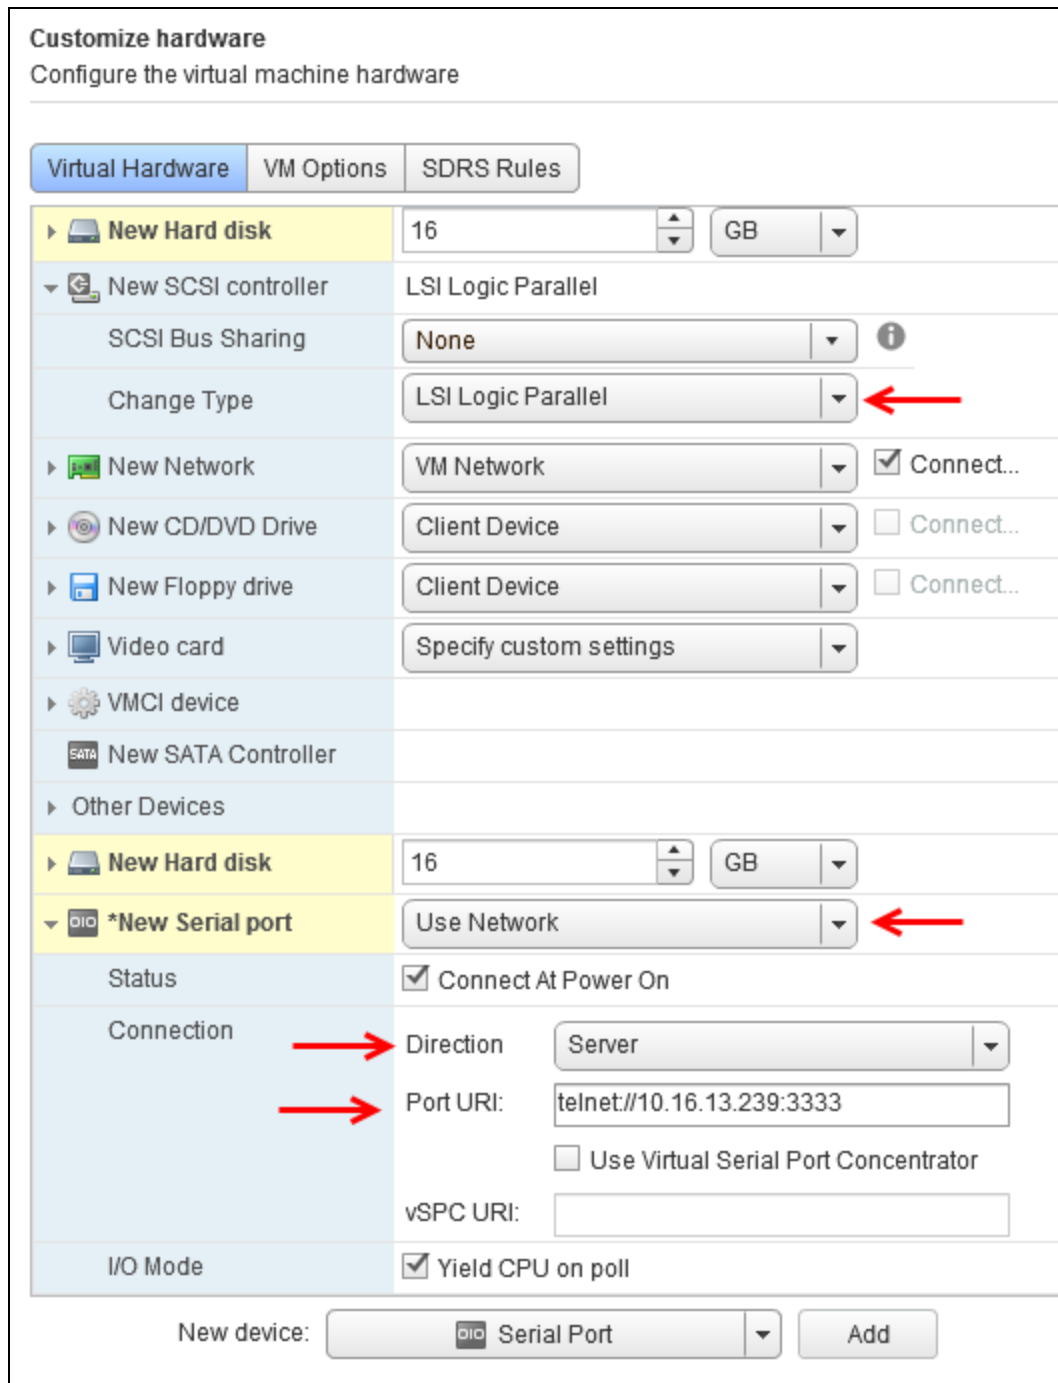 Customize hardware
Configure the virtual machine hardware
Virtual Hardware VM Options SDRS Rules
New Hard disk 16 GB
New SCSI controller LSI Logic Parallel
SCSI Bus Sharing None
Change Type LSI Logic Parallel
New Network VM Network Connect...
New CD/DVD Drive Client Device Connect...
New Floppy drive Client Device Connect...
Video card Specify custom settings
VMCI device
SATA New SATA Controller
Other Devices
New Hard disk 16 GB
OIO *New Serial port Use Network
Status Connect At Power On
Connection Direction Server
Port URI: telnet://10.16.13.239:3333
Use Virtual Serial Port Concentrator
vSPC URI:
I/O Mode Yield CPU on poll
New device: OIO Serial Port Add